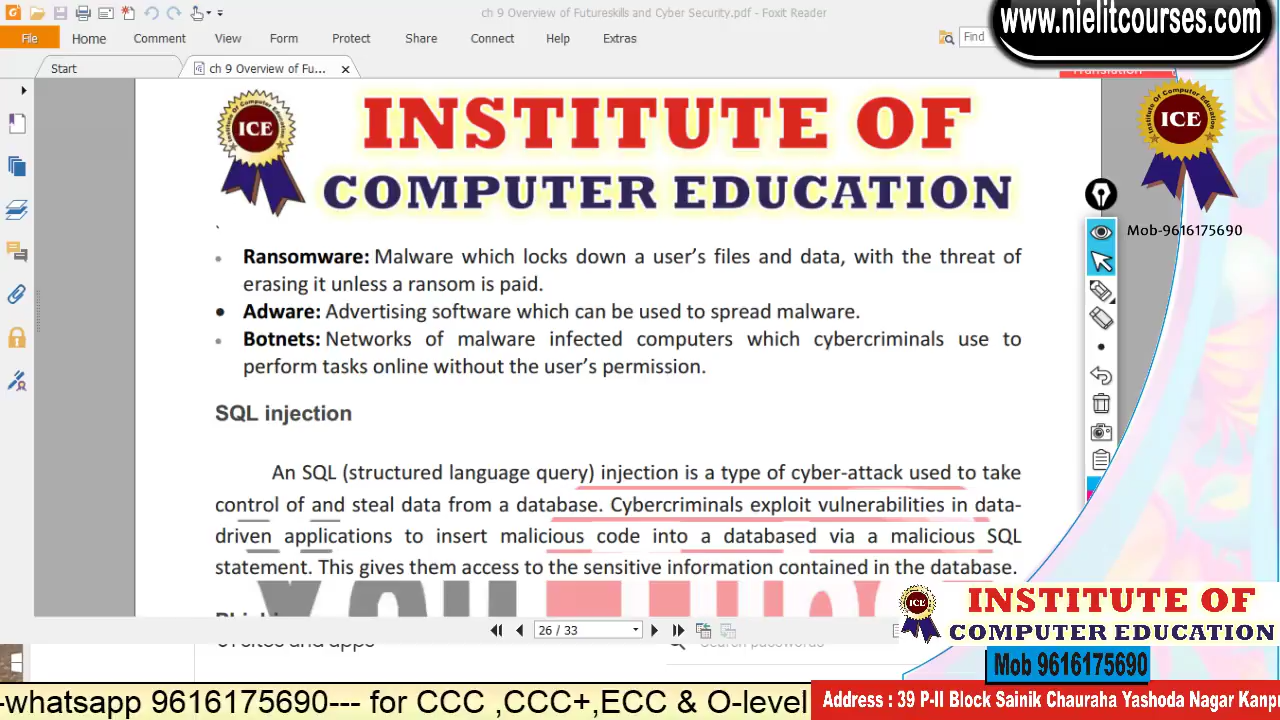 ch 9 Overview of Futureskills and Cyber Security.pdf - Foxit Reader
www.nielitcourses.com
File Home Comment View Form Protect Share Connect Help Extras Find
Start ch 9 Overview of Fu...
Translation
ICE
INSTITUTE OF
COMPUTER EDUCATION
ICE
Mob-9616175690
Ransomware: Malware which locks down a user's files and data, with the threat of
erasing it unless a ransom is paid.
Adware: Advertising software which can be used to spread malware.
Botnets: Networks of malware infected computers which cybercriminals use to
perform tasks online without the user's permission.
SQL injection
An SQL (structured language query) injection is a type of cyber-attack used to take
control of and steal data from a database. Cybercriminals exploit vulnerabilities in data-
driven applications to insert malicious code into a databased via a malicious SQL
statement. This gives them access to the sensitive information contained in the database.
26 / 33
ICE
INSTITUTE OF
COMPUTER EDUCATION
sites and apps
Search passwords
Mob 9616175690
-whatsapp 9616175690--- for CCC ,CCC+,ECC & O-level
Address : 39 P-II Block Sainik Chauraha Yashoda Nagar Kanp